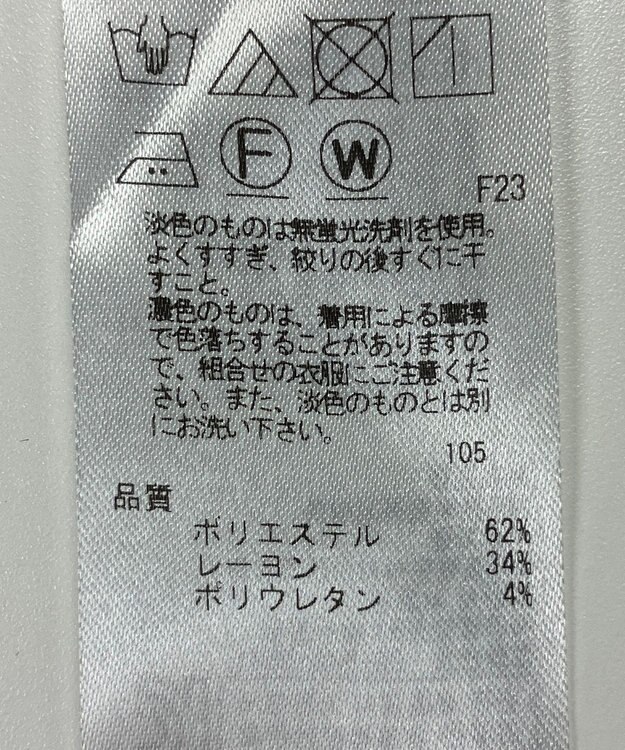 F W F23
淡色のものは無蛍光洗剤を使用。
よくすすぎ、絞りの後すぐに干
すこと。
濃色のものは、着用による摩擦
で色落ちすることがありますの
で、組合せの衣服にご注意くだ
さい。また、淡色のものとは別
にお洗い下さい。
105
品質
ポリエステル 62%
レーヨン 34%
ポリウレタン 4%